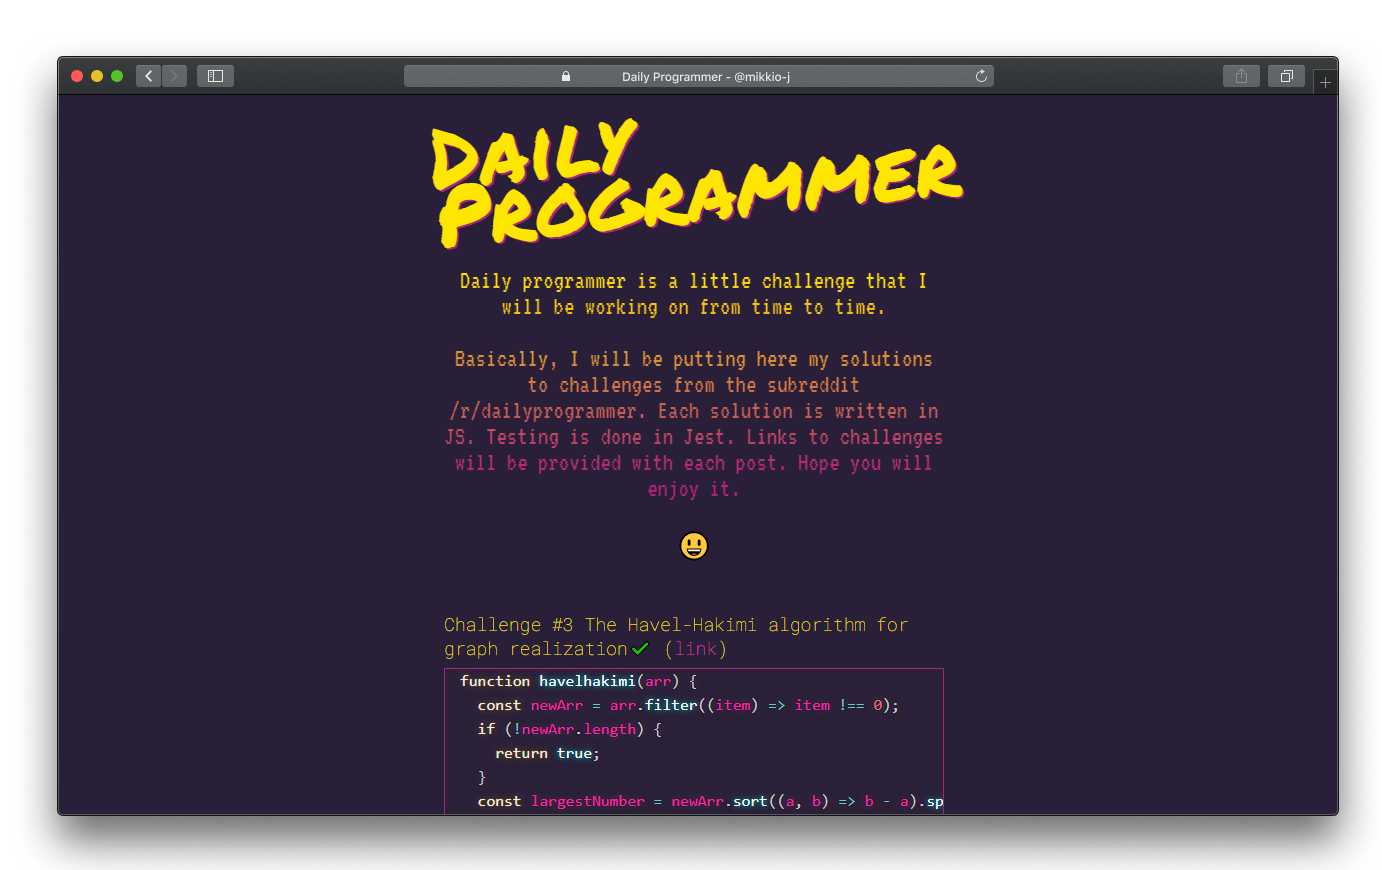 Daily Programmer - @mikkio-j
DAILY
PROGRAMMER
Daily programmer is a little challenge that I
will be working on from time to time.
Basically, I will be putting here my solutions
to challenges from the subreddit
/r/dailyprogrammer. Each solution is written in
JS. Testing is done in Jest. Links to challenges
will be provided with each post. Hope you will
enjoy it.
Challenge #3 The Havel-Hakimi algorithm for
graph realization✔ (link)
function havelhakimi(arr) {
const newArr = arr.filter((item) => item !== 0);
if (!newArr.length) {
return true;
}
const largestNumber = newArr.sort((a, b) => b - a).sp